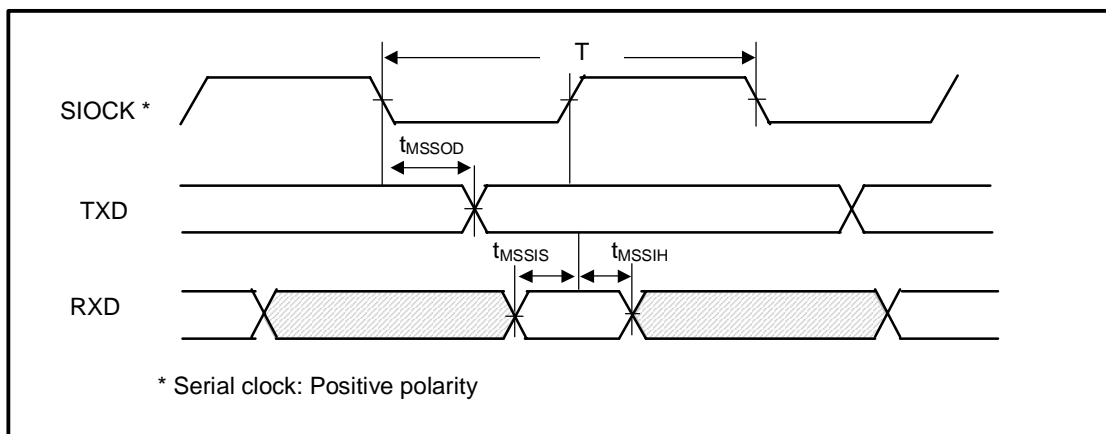 T
SIOCK *
tMSSOD
TXD
tMSSIS tMSSIH
RXD
* Serial clock: Positive polarity